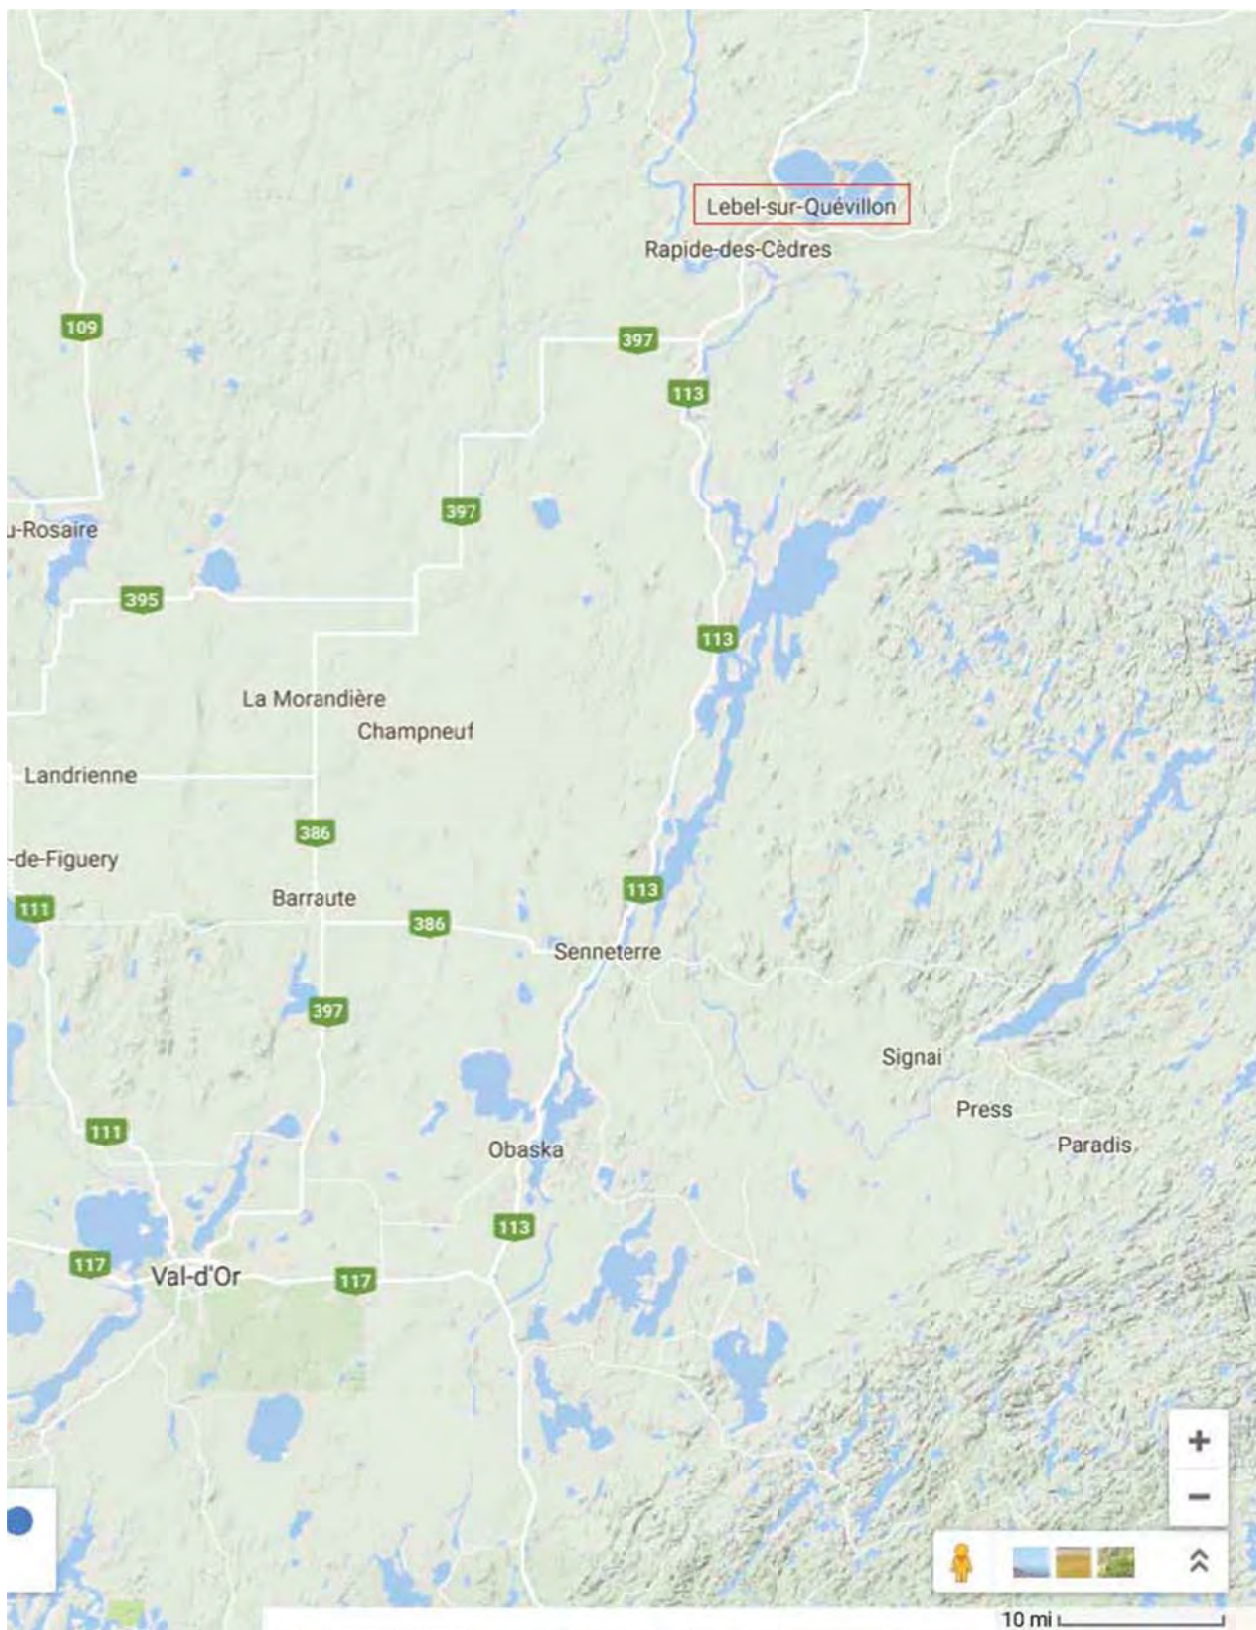 Lebel-sur-Quévillon
Rapide-des-Cèdres
109
397
113
397
u-Rosaire
395
113
La Morandière
Champneuf
Landrienne
386
-de-Figuery
113
Barraute
111
386
Senneterre
397
Signai
Press
111
Paradis
Obaska
113
117
Val-d'Or
117
+
−
10 mi